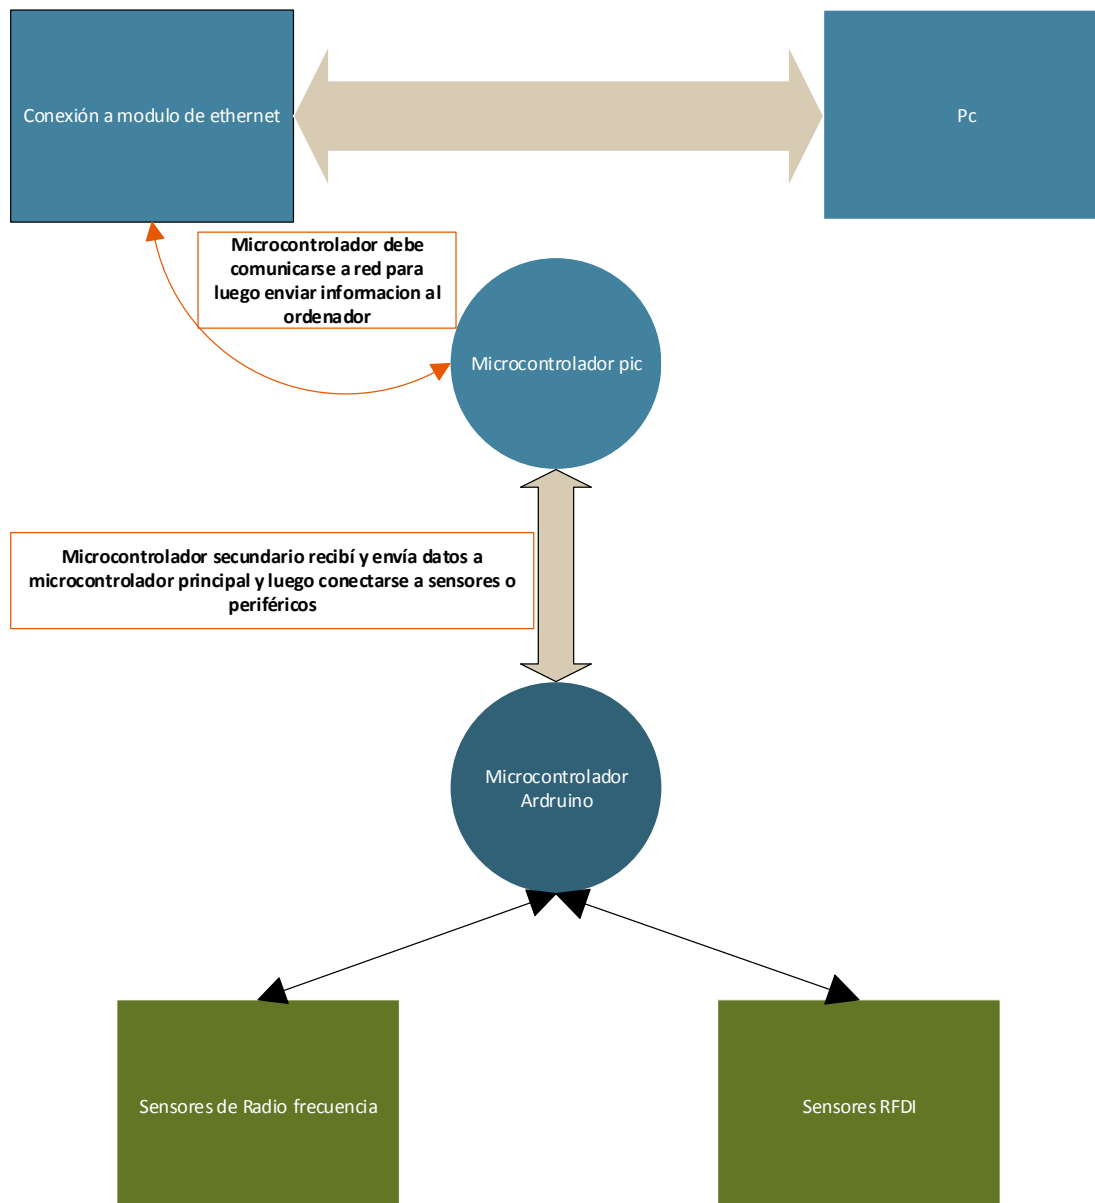 Conexión a modulo de ethernet
Pc
Microcontrolador debe
comunicarse a red para
luego enviar informacion al
ordenador
Microcontrolador pic
Microcontrolador secundario recibí y envía datos a
microcontrolador principal y luego conectarse a sensores o
periféricos
Microcontrolador
Ardruino
Sensores de Radio frecuencia
Sensores RFDI